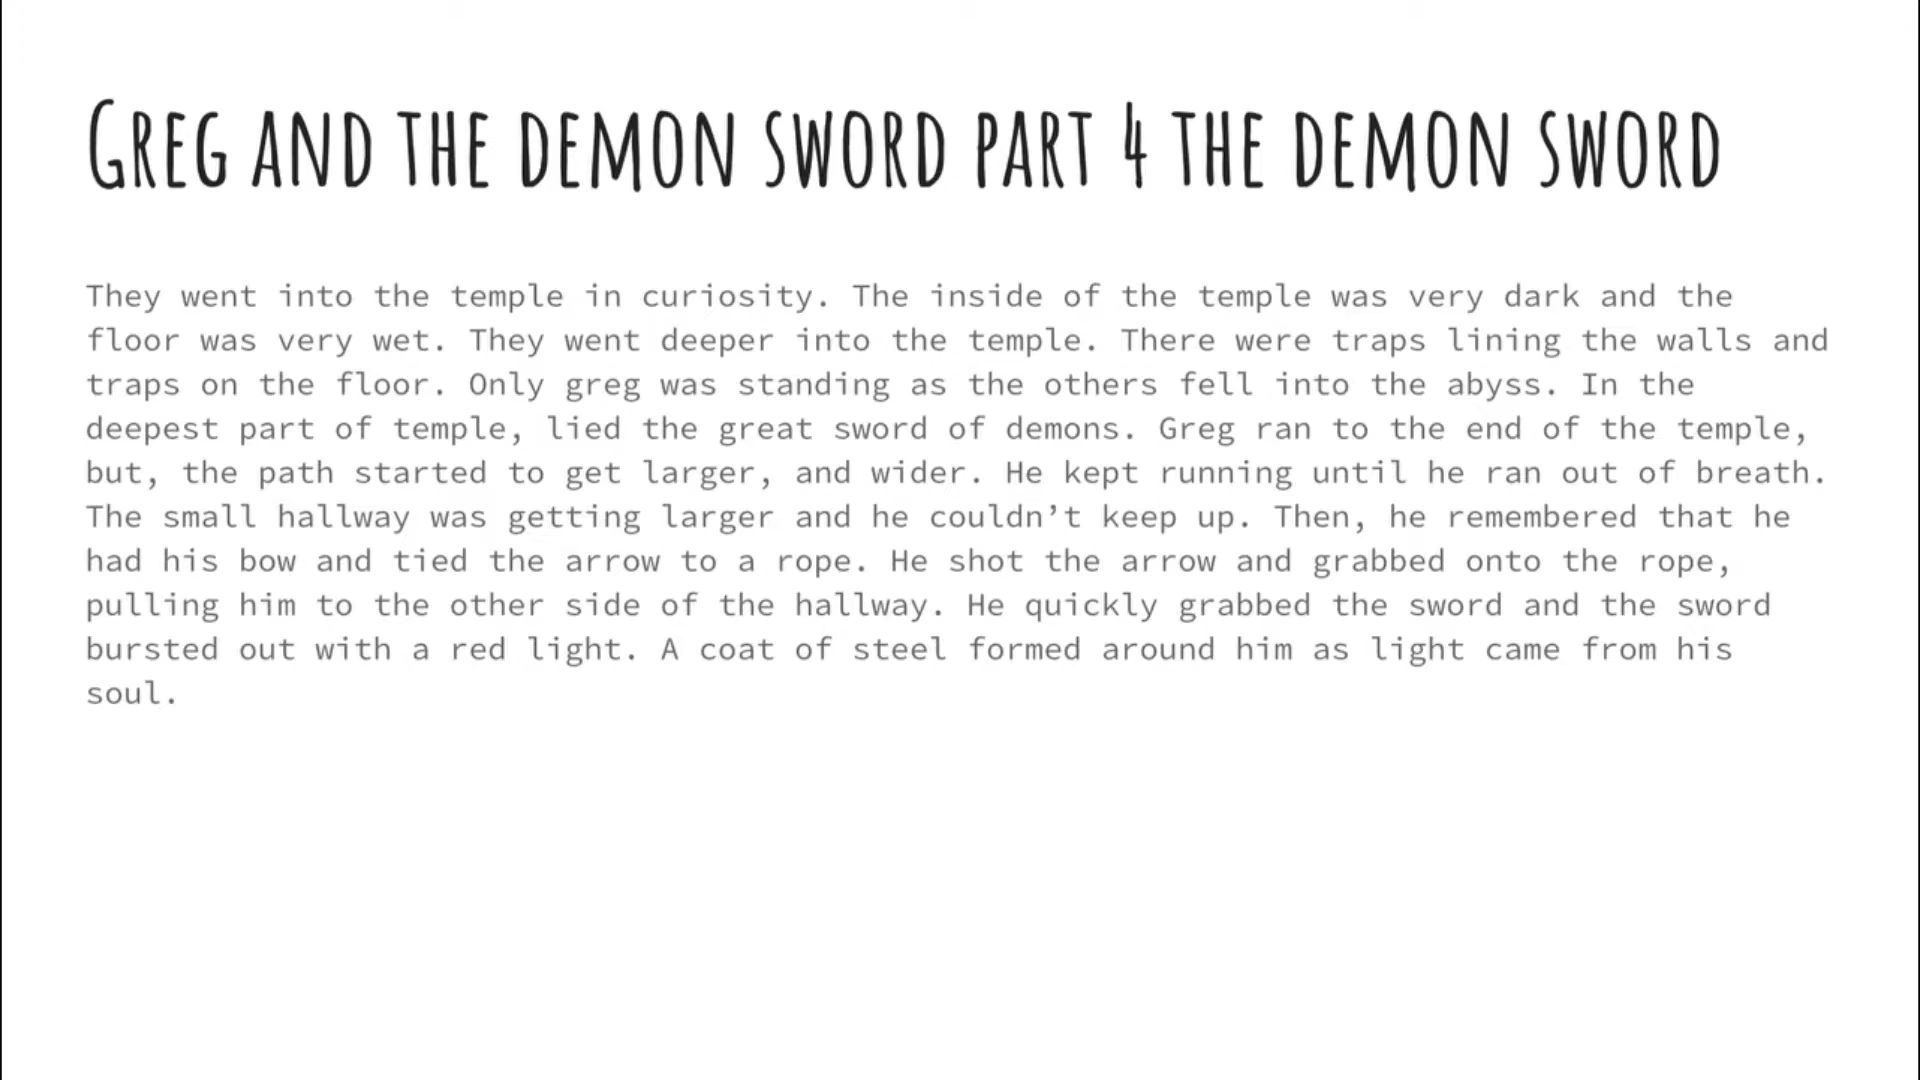 Greg and the demon sword part 4 the demon sword
They went into the temple in curiosity. The inside of the temple was very dark and the
floor was very wet. They went deeper into the temple. There were traps lining the walls and
traps on the floor. Only greg was standing as the others fell into the abyss. In the
deepest part of temple, lied the great sword of demons. Greg ran to the end of the temple,
but, the path started to get larger, and wider. He kept running until he ran out of breath.
The small hallway was getting larger and he couldn’t keep up. Then, he remembered that he
had his bow and tied the arrow to a rope. He shot the arrow and grabbed onto the rope,
pulling him to the other side of the hallway. He quickly grabbed the sword and the sword
bursted out with a red light. A coat of steel formed around him as light came from his
soul.